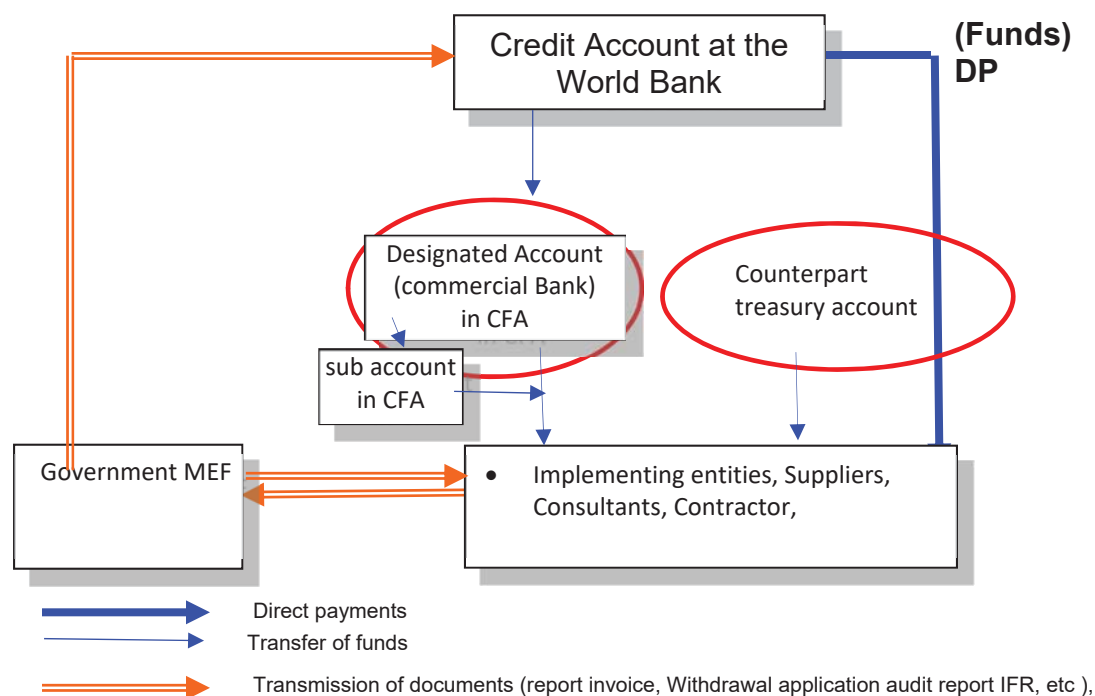 Credit Account at the
World Bank
(Funds)
DP
Designated Account
(commercial Bank)
in CFA
sub account
in CFA
Counterpart
treasury account
Government MEF
• Implementing entities, Suppliers,
Consultants, Contractor,
Direct payments
Transfer of funds
Transmission of documents (report invoice, Withdrawal application audit report IFR, etc ),